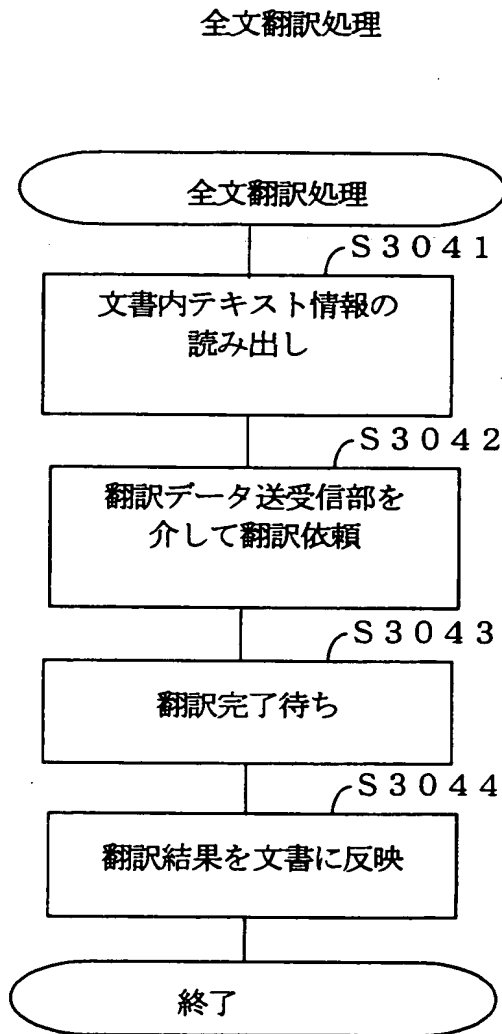 全文翻訳処理
全文翻訳処理
S3041
文書内テキスト情報の
読み出し
S3042
翻訳データ送受信部を
介して翻訳依頼
S3043
翻訳完了待ち
S3044
翻訳結果を文書に反映
終了